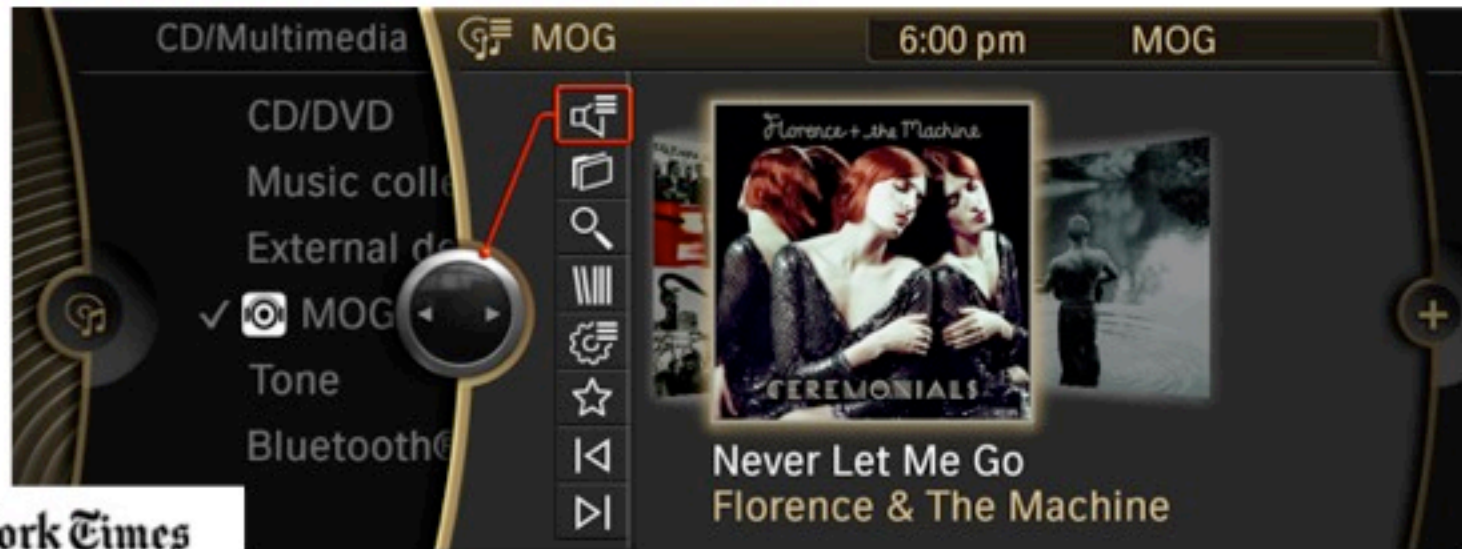 CD/Multimedia
MOG
6:00 pm
MOG
CD/DVD
Music colle
External de
MOG
Tone
Bluetooth®
Florence + the Machine
CEREMONIALS
Never Let Me Go
Florence & The Machine
ork Times